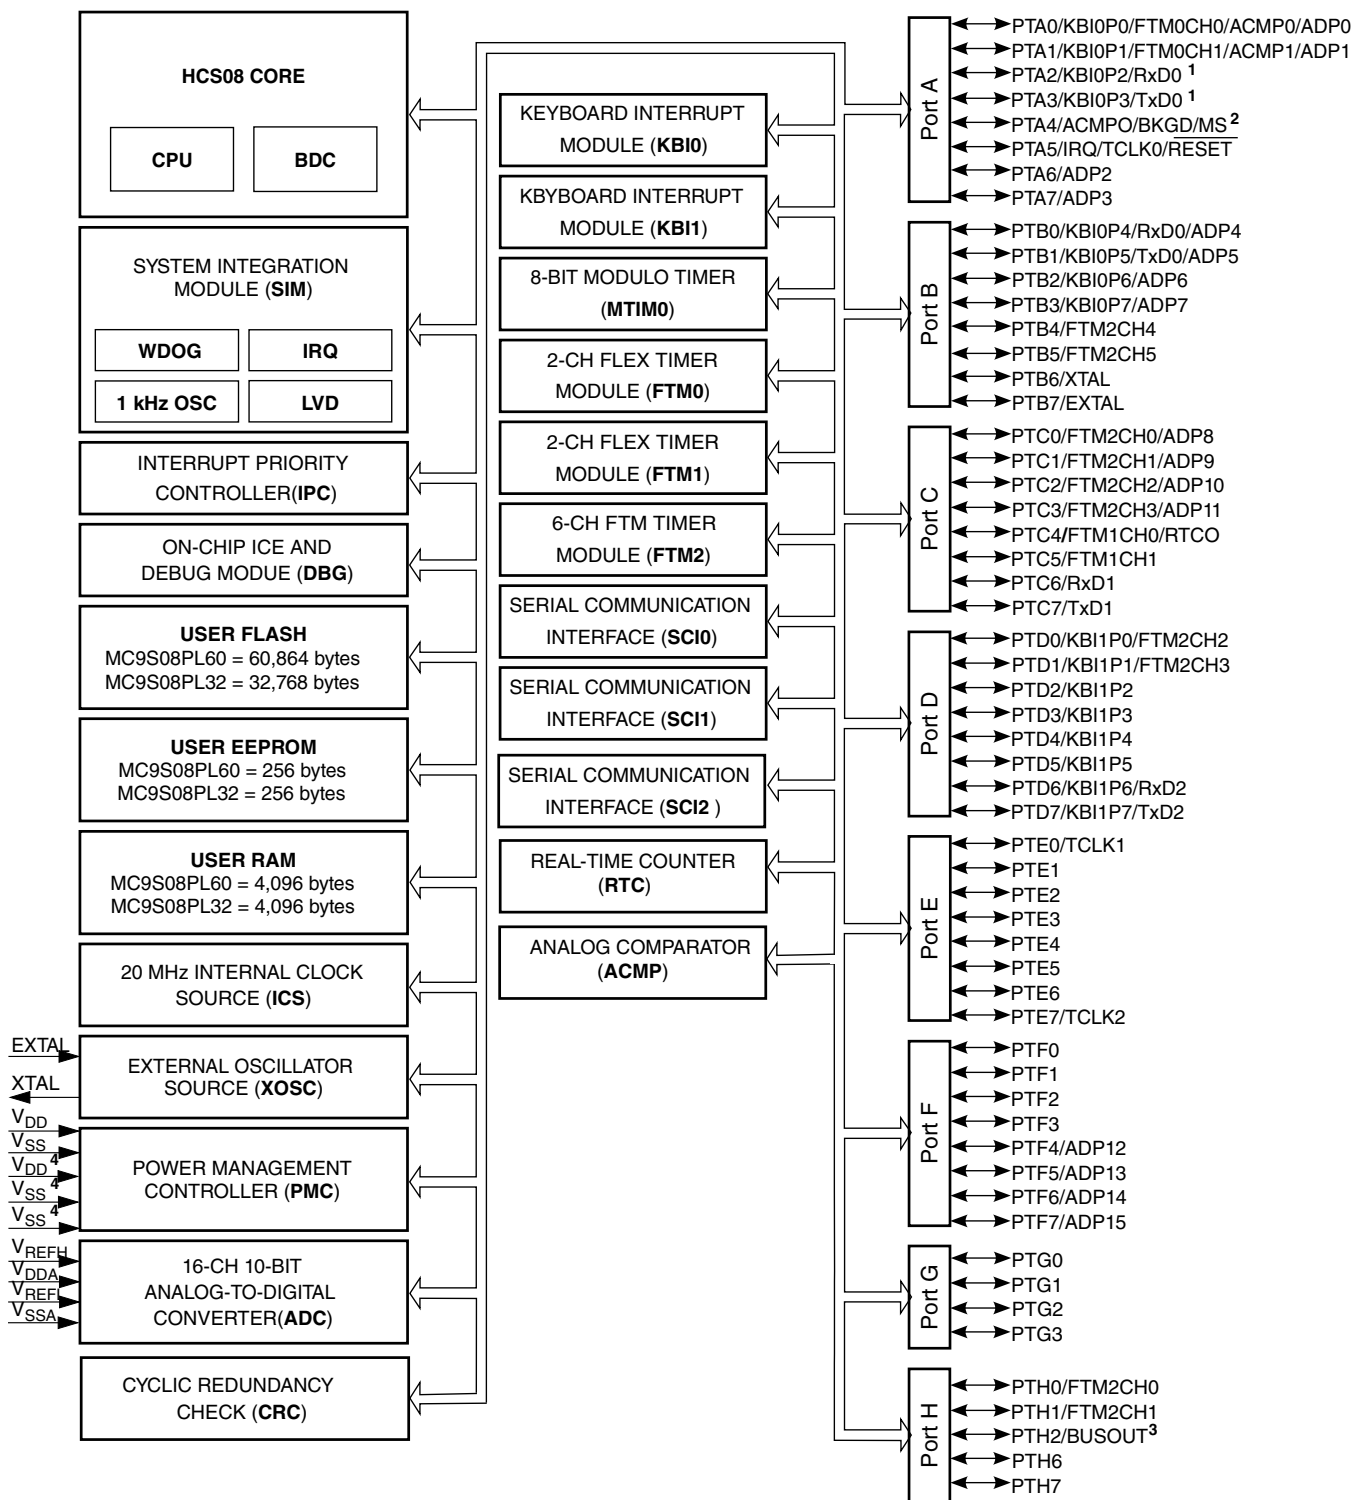 HCS08 CORE
CPU
BDC
SYSTEM INTEGRATION
MODULE (SIM)
WDOG
IRQ
1 kHz OSC
LVD
INTERRUPT PRIORITY
CONTROLLER(IPC)
ON-CHIP ICE AND
DEBUG MODUE (DBG)
USER FLASH
MC9S08PL60 = 60,864 bytes
MC9S08PL32 = 32,768 bytes
USER EEPROM
MC9S08PL60 = 256 bytes
MC9S08PL32 = 256 bytes
USER RAM
MC9S08PL60 = 4,096 bytes
MC9S08PL32 = 4,096 bytes
20 MHz INTERNAL CLOCK
SOURCE (ICS)
EXTAL
XTAL
EXTERNAL OSCILLATOR
SOURCE (XOSC)
VDD
VSS
VDD 4
VSS 4
VSS 4
POWER MANAGEMENT
CONTROLLER (PMC)
VREFH
VDDA
VREFL
VSSA
16-CH 10-BIT
ANALOG-TO-DIGITAL
CONVERTER(ADC)
CYCLIC REDUNDANCY
CHECK (CRC)
KEYBOARD INTERRUPT
MODULE (KBI0)
KBYBOARD INTERRUPT
MODULE (KBI1)
8-BIT MODULO TIMER
(MTIM0)
2-CH FLEX TIMER
MODULE (FTM0)
2-CH FLEX TIMER
MODULE (FTM1)
6-CH FTM TIMER
MODULE (FTM2)
SERIAL COMMUNICATION
INTERFACE (SCI0)
SERIAL COMMUNICATION
INTERFACE (SCI1)
SERIAL COMMUNICATION
INTERFACE (SCI2 )
REAL-TIME COUNTER
(RTC)
ANALOG COMPARATOR
(ACMP)
Port A
PTA0/KBI0P0/FTM0CH0/ACMP0/ADP0
PTA1/KBI0P1/FTM0CH1/ACMP1/ADP1
PTA2/KBI0P2/RxD0 1
PTA3/KBI0P3/TxD0 1
PTA4/ACMPO/BKGD/MS 2
PTA5/IRQ/TCLK0/RESET
PTA6/ADP2
PTA7/ADP3
Port B
PTB0/KBI0P4/RxD0/ADP4
PTB1/KBI0P5/TxD0/ADP5
PTB2/KBI0P6/ADP6
PTB3/KBI0P7/ADP7
PTB4/FTM2CH4
PTB5/FTM2CH5
PTB6/XTAL
PTB7/EXTAL
Port C
PTC0/FTM2CH0/ADP8
PTC1/FTM2CH1/ADP9
PTC2/FTM2CH2/ADP10
PTC3/FTM2CH3/ADP11
PTC4/FTM1CH0/RTCO
PTC5/FTM1CH1
PTC6/RxD1
PTC7/TxD1
Port D
PTD0/KBI1P0/FTM2CH2
PTD1/KBI1P1/FTM2CH3
PTD2/KBI1P2
PTD3/KBI1P3
PTD4/KBI1P4
PTD5/KBI1P5
PTD6/KBI1P6/RxD2
PTD7/KBI1P7/TxD2
Port E
PTE0/TCLK1
PTE1
PTE2
PTE3
PTE4
PTE5
PTE6
PTE7/TCLK2
Port F
PTF0
PTF1
PTF2
PTF3
PTF4/ADP12
PTF5/ADP13
PTF6/ADP14
PTF7/ADP15
Port G
PTG0
PTG1
PTG2
PTG3
Port H
PTH0/FTM2CH0
PTH1/FTM2CH1
PTH2/BUSOUT3
PTH6
PTH7